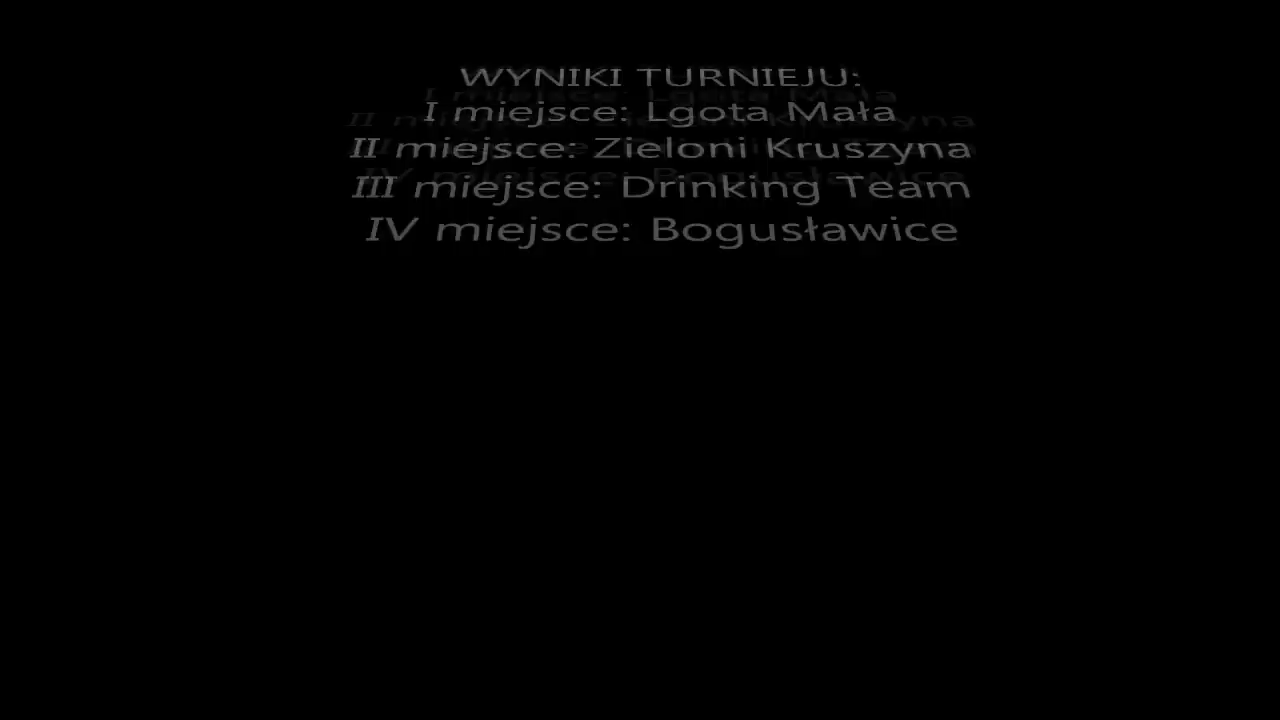 WYNIKI TURNIEJU:
I miejsce: Lgota Mała
II miejsce: Zieloni Kruszyna
III miejsce: Drinking Team
IV miejsce: Bogusławice